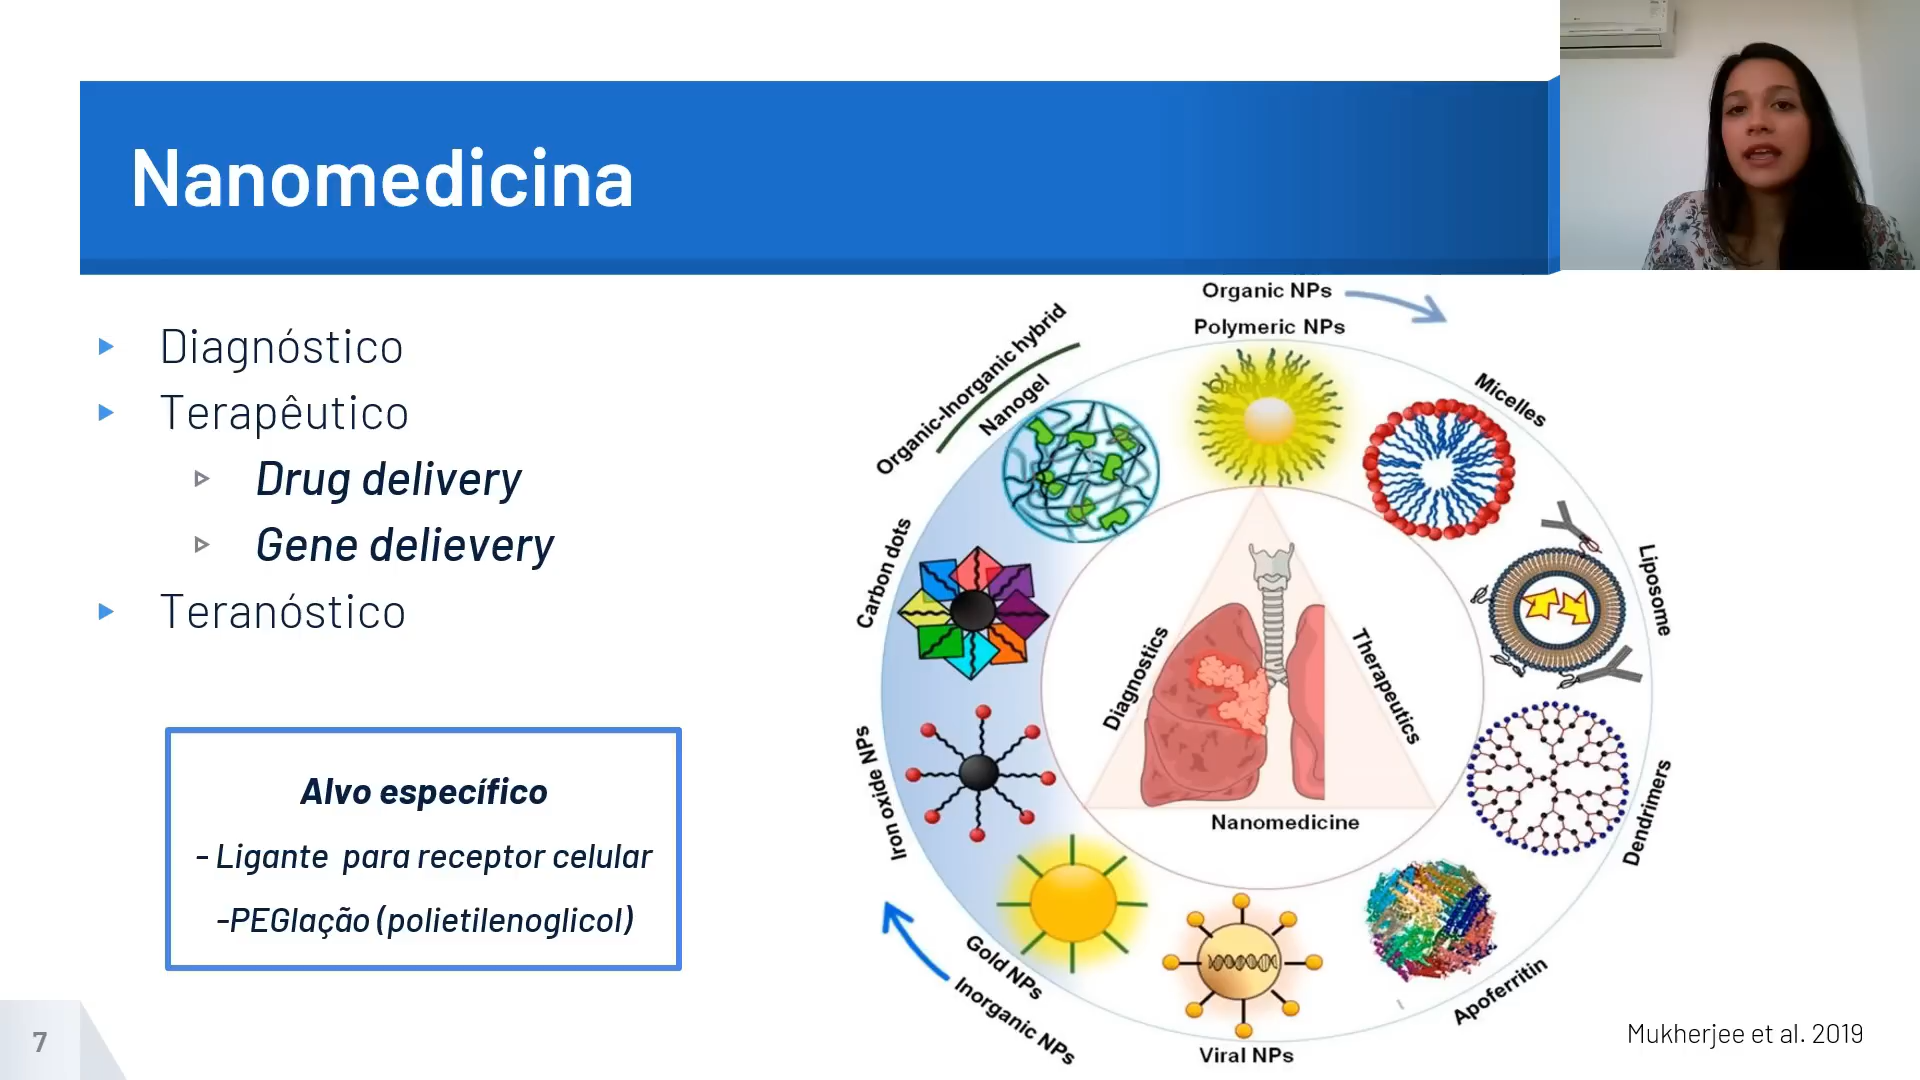 Nanomedicina
Diagnóstico
Terapêutico
Drug delivery
Gene delievery
Teranóstico
Alvo específico
- Ligante para receptor celular
-PEGlação (polietilenoglicol)
Organic NPs
Polymeric NPs
Micelles
Liposome
Dendrimers
Apoferritin
Viral NPs
Inorganic NPs
Gold NPs
Iron oxide NPs
Carbon dots
Nanogel
Organic-Inorganic hybrid
Diagnostics
Therapeutics
Nanomedicine
Mukherjee et al. 2019
7